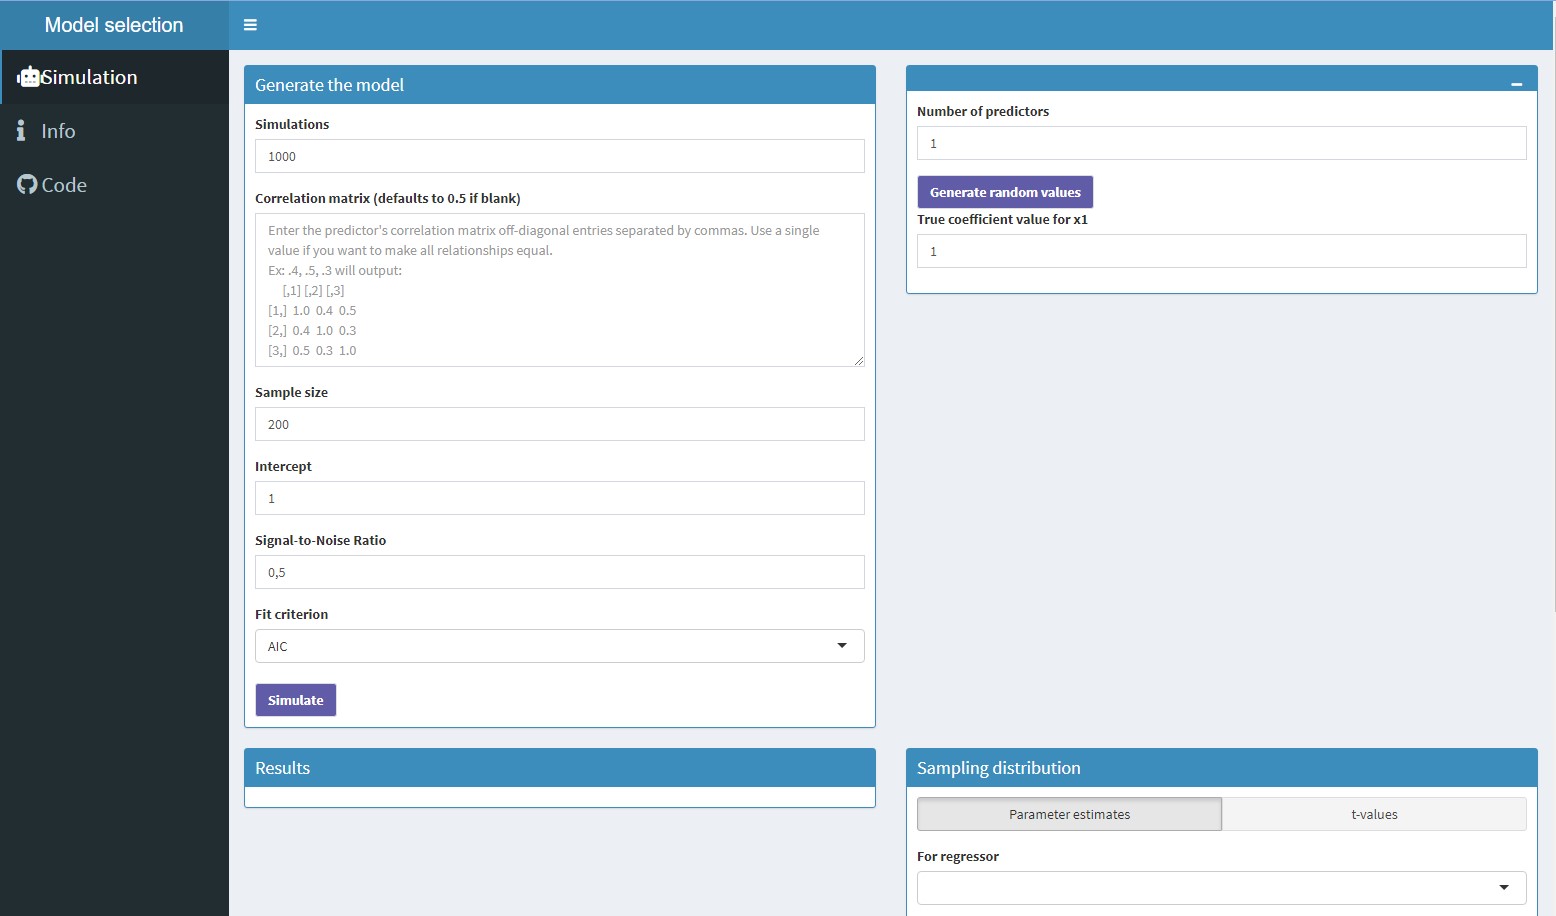 Model selection
Simulation
Info
Code
Generate the model
Simulations
1000
Correlation matrix (defaults to 0.5 if blank)
Enter the predictor's correlation matrix off-diagonal entries separated by commas. Use a single
value if you want to make all relationships equal.
Ex: .4, .5, .3 will output:
[,1] [,2] [,3]
[1,] 1.0 0.4 0.5
[2,] 0.4 1.0 0.3
[3,] 0.5 0.3 1.0
Sample size
200
Intercept
1
Signal-to-Noise Ratio
0,5
Fit criterion
AIC
Simulate
Number of predictors
1
Generate random values
True coefficient value for x1
1
Results
Sampling distribution
Parameter estimates
t-values
For regressor